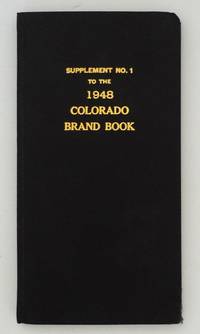 SUPPLEMENT NO. 1
TO THE
1948
COLORADO
BRAND BOOK